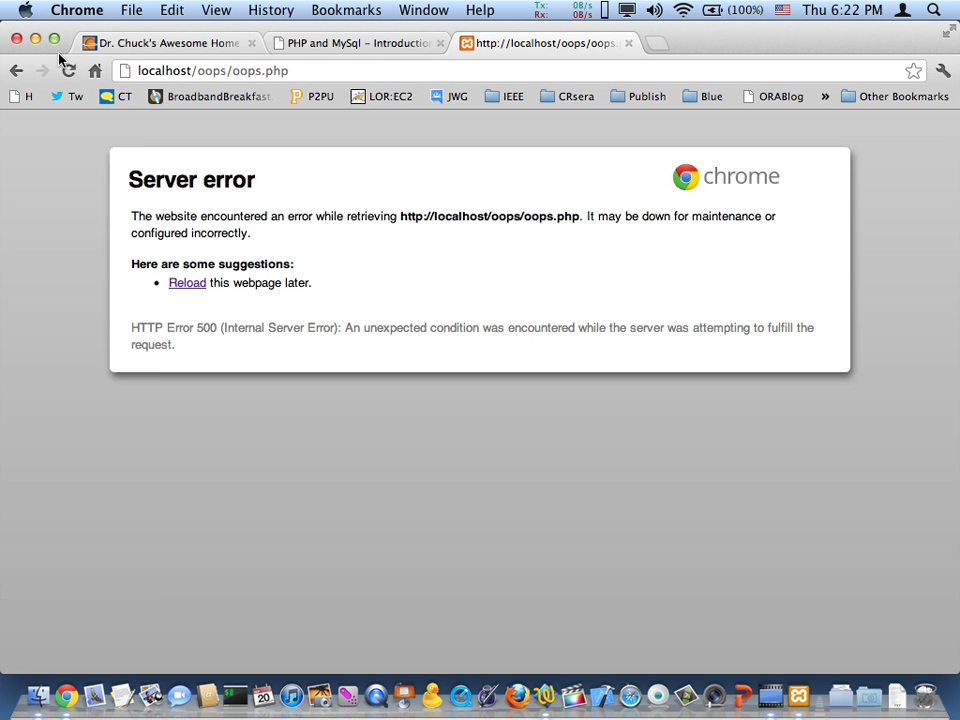 Chrome File Edit View History Bookmarks Window Help Tx: 0B/s Rx: 0B/s (100%) Thu 6:22 PM
Dr. Chuck's Awesome Home PHP and MySql – Introductio http://localhost/oops/oops.
localhost/oops/oops.php
H Tw CT BroadbandBreakfast P2PU LOR:EC2 JWG IEEE CRsera Publish Blue ORABlog » Other Bookmarks
Server error
chrome
The website encountered an error while retrieving http://localhost/oops/oops.php. It may be down for maintenance or
configured incorrectly.
Here are some suggestions:
• Reload this webpage later.
HTTP Error 500 (Internal Server Error): An unexpected condition was encountered while the server was attempting to fulfill the
request.
20